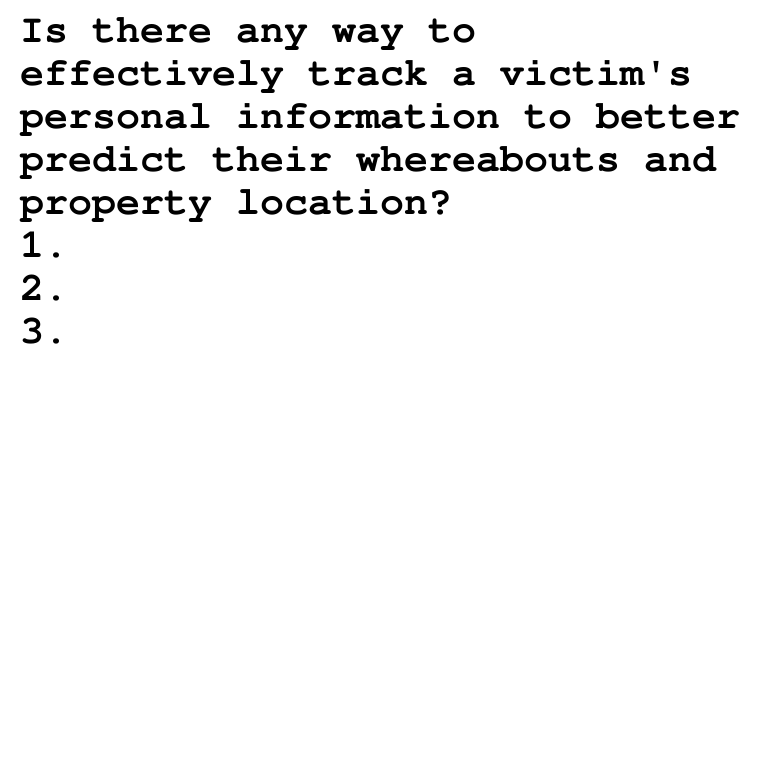 Is there any way to
effectively track a victim's
personal information to better
predict their whereabouts and
property location?
1.
2.
3.